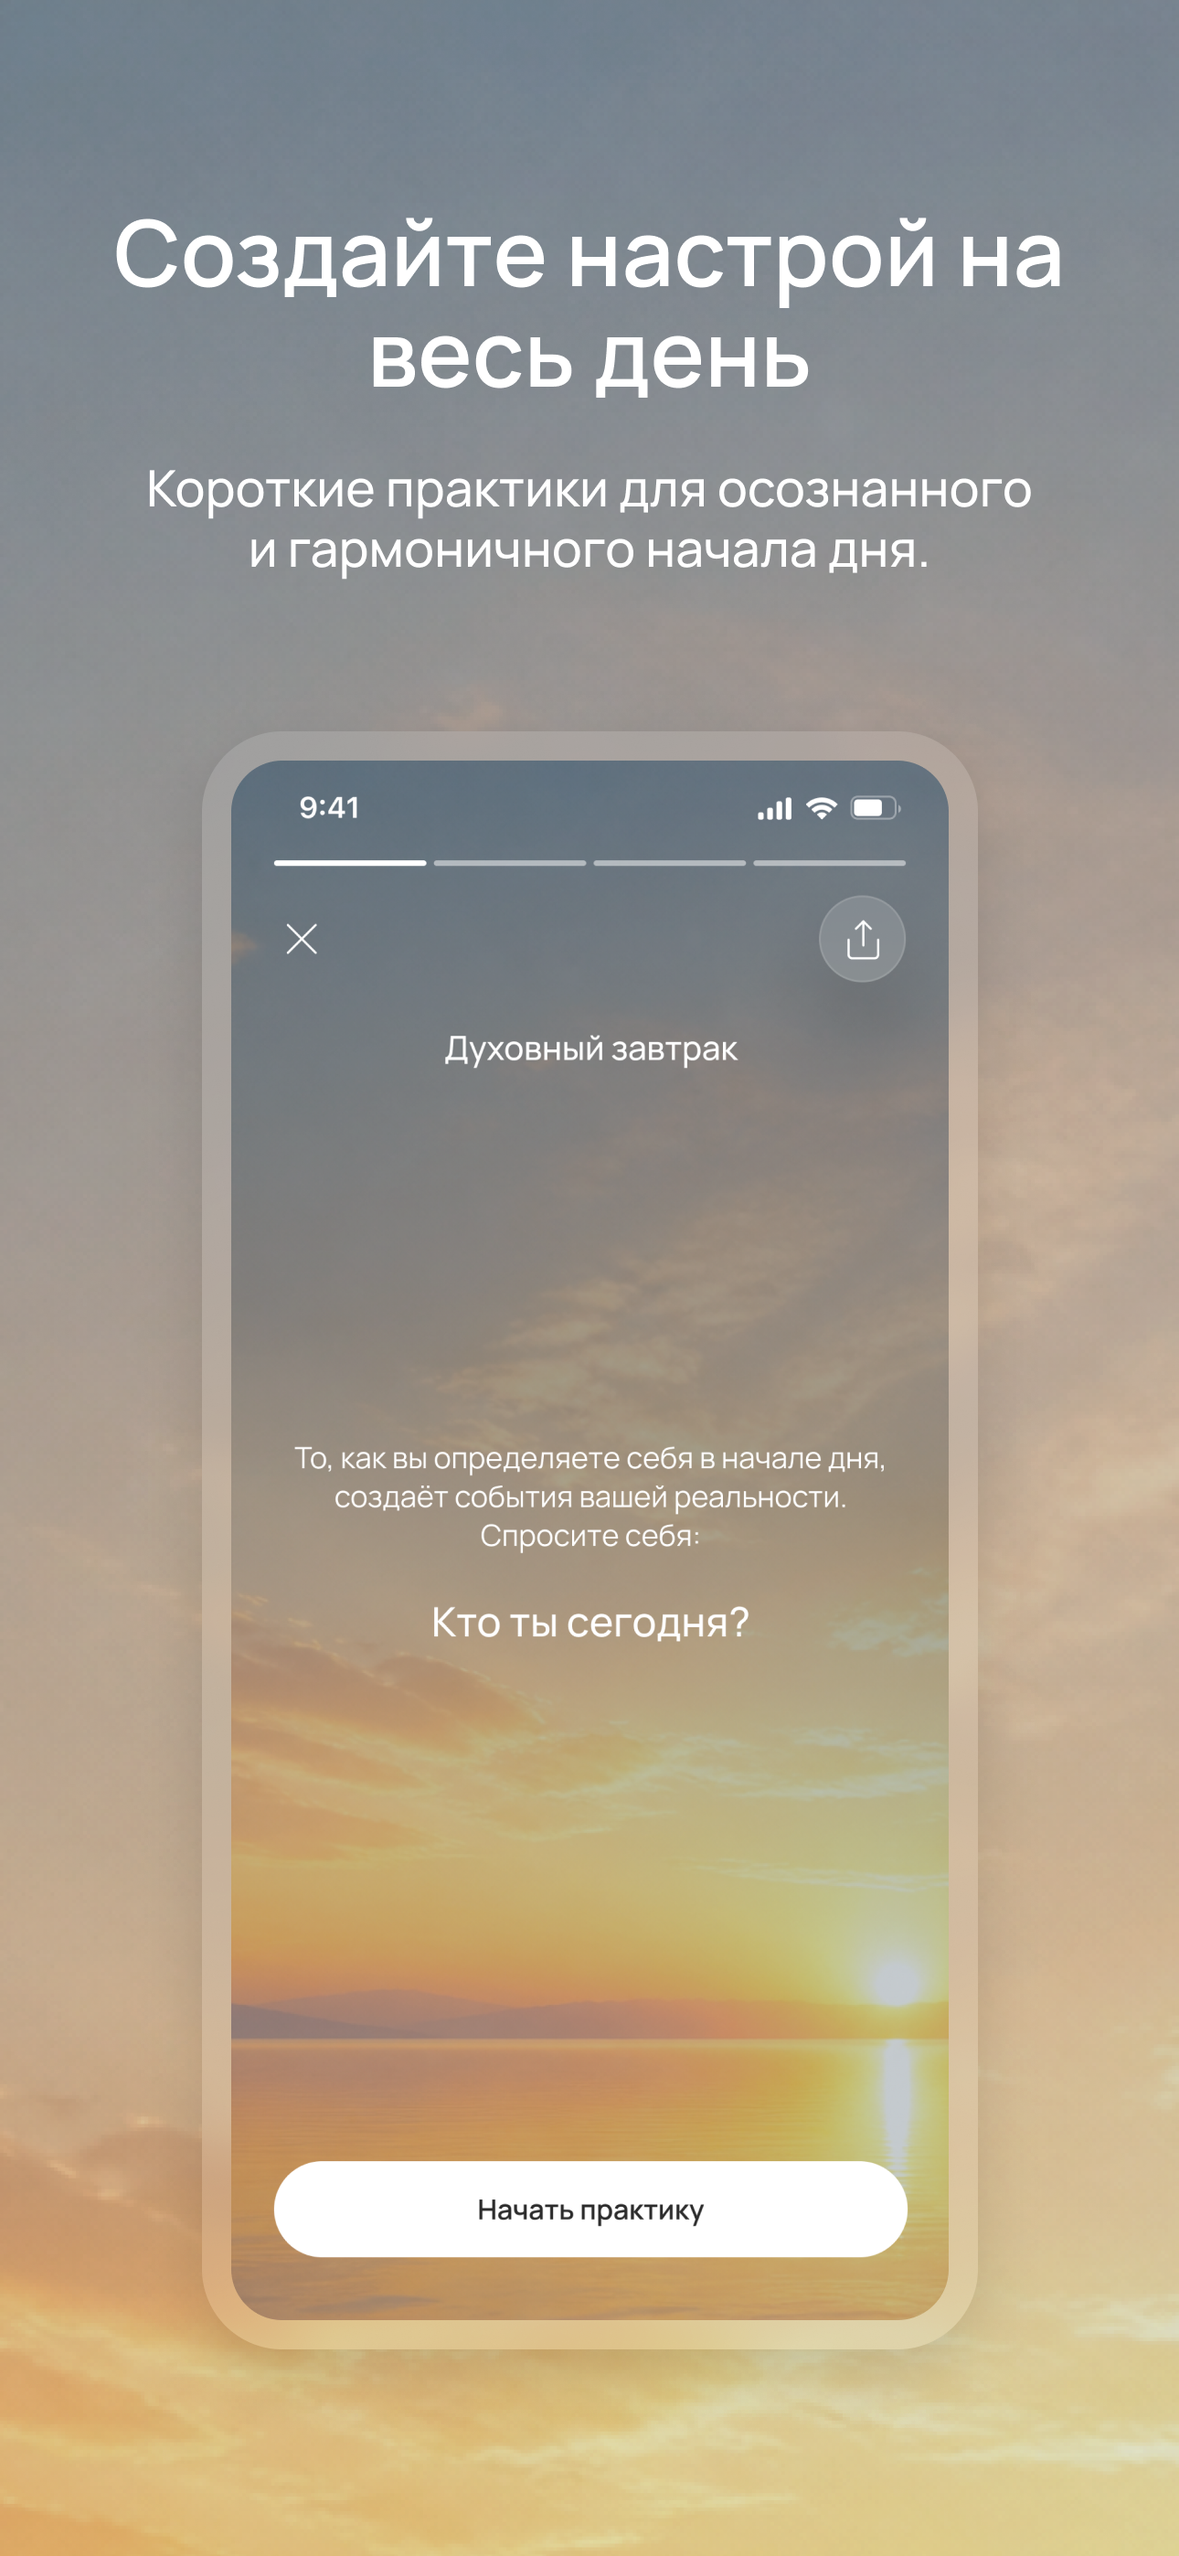 Создайте настрой на
весь день
Короткие практики для осознанного
и гармоничного начала дня.
9:41
Духовный завтрак
То, как вы определяете себя в начале дня,
создаёт события вашей реальности.
Спросите себя:
Кто ты сегодня?
Начать практику